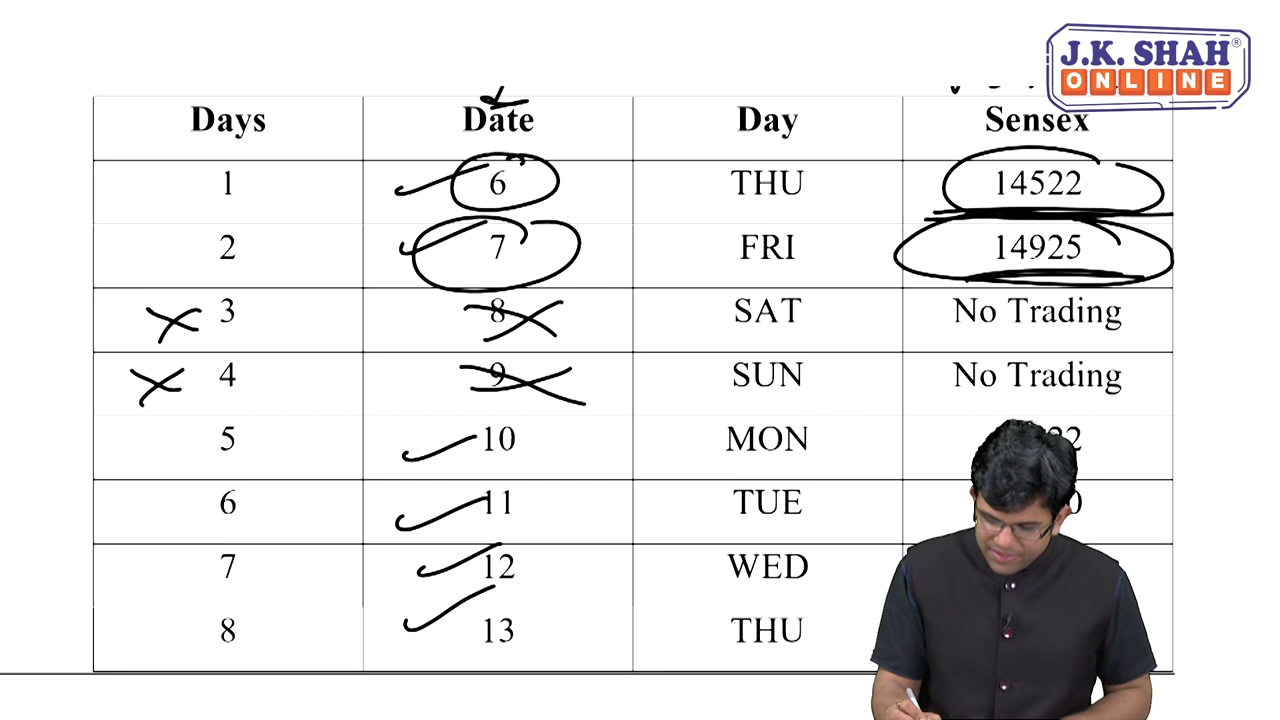 J.K. SHAH®
ONLINE
Days Date Day Sensex
1 6 THU 14522
2 7 FRI 14925
3 8 SAT No Trading
4 9 SUN No Trading
5 10 MON
6 11 TUE
7 12 WED
8 13 THU